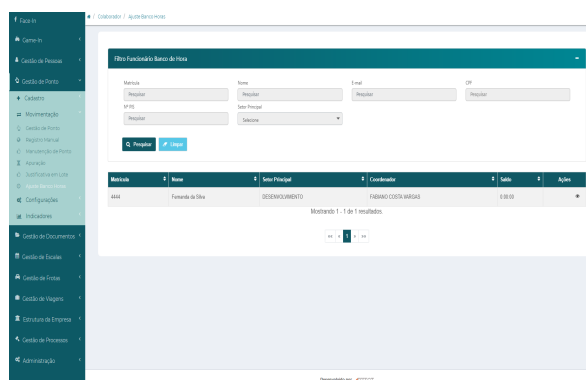 Face-In
Colaborador / Ajuste Banco Horas
Game-In
Gestão de Pessoas
Gestão de Ponto
Cadastro
Movimentação
Gestão de Ponto
Registro Manual
Manutenção de Ponto
Apuração
Justificativa em Lote
Ajuste Banco Horas
Configurações
Indicadores
Gestão de Documentos
Gestão de Escalas
Gestão de Frotas
Gestão de Viagens
Estrutura da Empresa
Gestão de Processos
Administração
Filtro Funcionário Banco de Hora
Matrícula Nome E-mail CPF
Pesquisar Pesquisar Pesquisar Pesquisar
Nº PIS Setor Principal
Pesquisar Selecione
Pesquisar Limpar
Matrícula Nome Setor Principal Coordenador Saldo Ações
4444 Fernanda da Silva DESENVOLVIMENTO FABIANO COSTA VARGAS 0:00:00
Mostrando 1 - 1 de 1 resultados
«« « 1 » »»